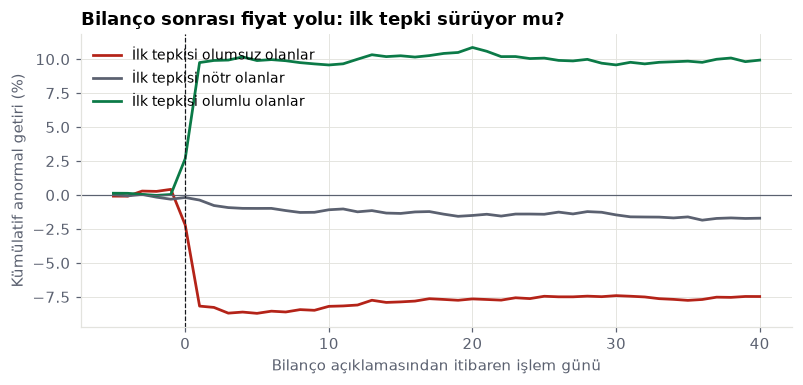 Bilanço sonrası fiyat yolu: ilk tepki sürüyor mu?
Kümülatif anormal getiri (%)
10.0
7.5
5.0
2.5
0.0
−2.5
−5.0
−7.5
İlk tepkisi olumsuz olanlar
İlk tepkisi nötr olanlar
İlk tepkisi olumlu olanlar
0
10
20
30
40
Bilanço açıklamasından itibaren işlem günü